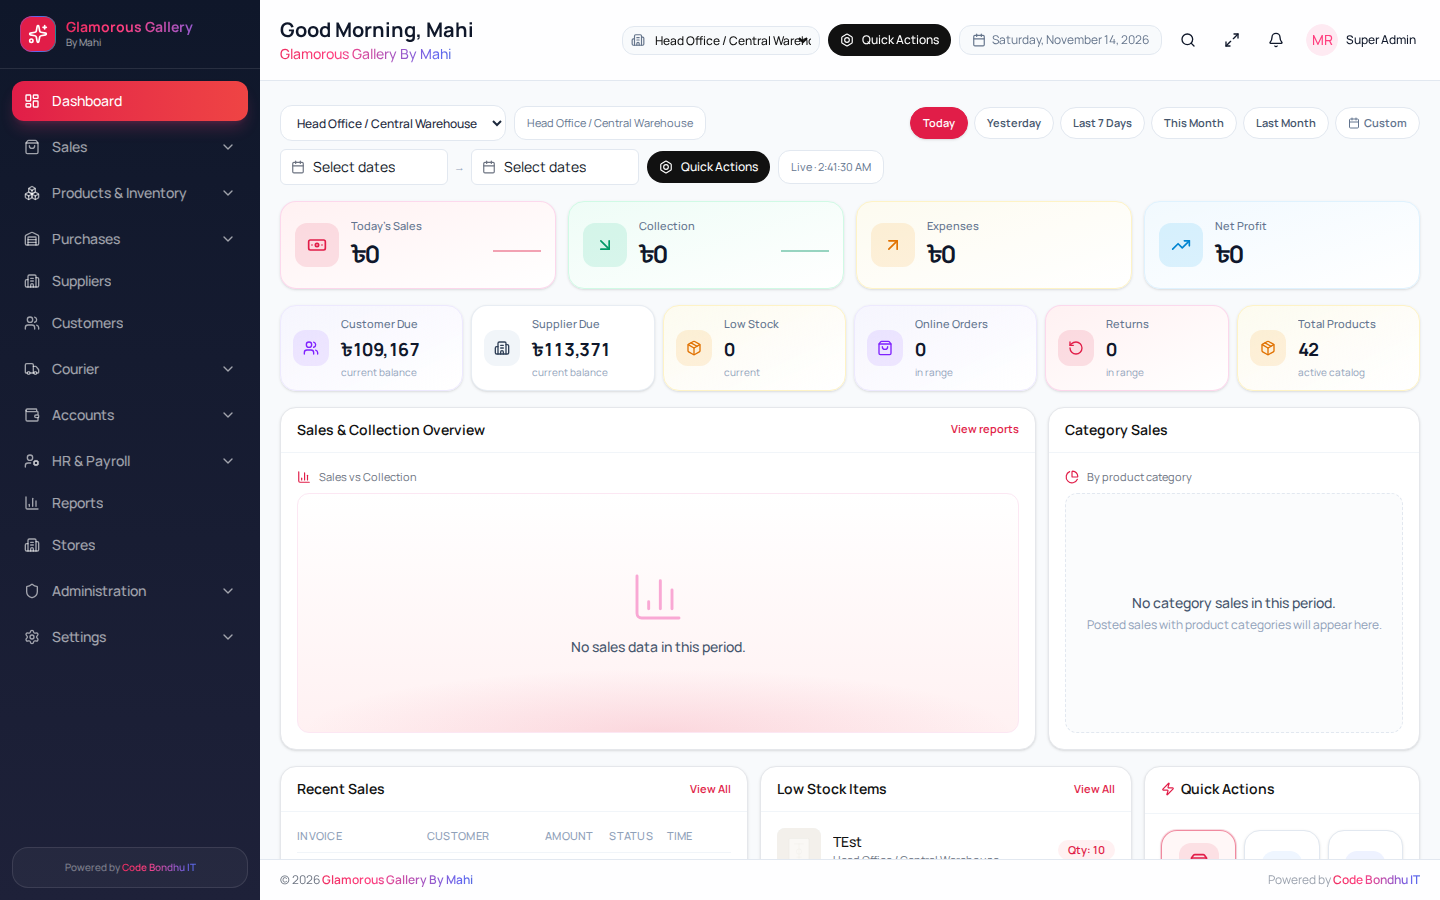 Glamorous Gallery
By Mahi
Dashboard
Sales
Products & Inventory
Purchases
Suppliers
Customers
Courier
Accounts
HR & Payroll
Reports
Stores
Administration
Settings
Powered by Code Bondhu IT
Good Morning, Mahi
Glamorous Gallery By Mahi
Head Office / Central
Quick Actions
Saturday, November 14, 2026
MR
Super Admin
Head Office / Central Warehouse
Head Office / Central Warehouse
Today
Yesterday
Last 7 Days
This Month
Last Month
Custom
Select dates
→
Select dates
Quick Actions
Live · 2:41:30 AM
Today's Sales
৳0
Collection
৳0
Expenses
৳0
Net Profit
৳0
Customer Due
৳109,167
current balance
Supplier Due
৳113,371
current balance
Low Stock
0
current
Online Orders
0
in range
Returns
0
in range
Total Products
42
active catalog
Sales & Collection Overview
View reports
Sales vs Collection
No sales data in this period.
Category Sales
By product category
No category sales in this period.
Posted sales with product categories will appear here.
Recent Sales
View All
INVOICE CUSTOMER AMOUNT STATUS TIME
Low Stock Items
View All
TEst
Head Office / Central Warehouse
Qty: 10
Quick Actions
© 2026 Glamorous Gallery By Mahi
Powered by Code Bondhu IT